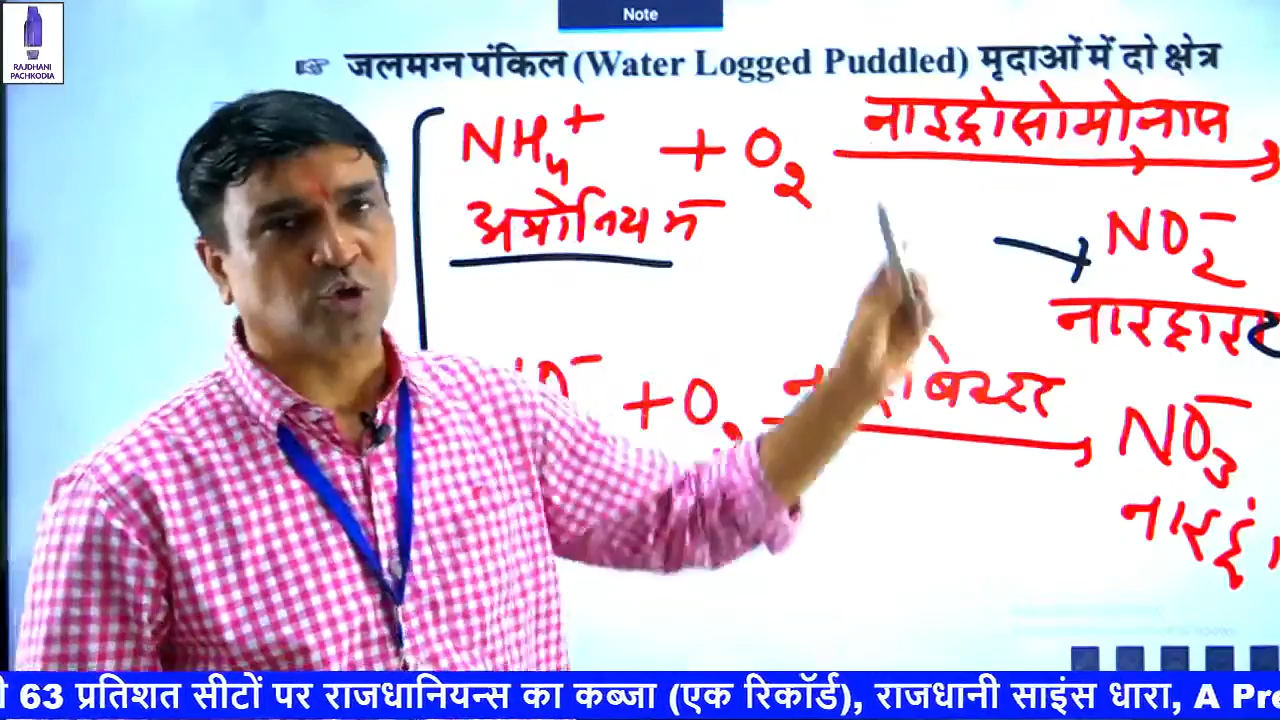 Note
RAJDHANI
PACHKODIA
☞ जलमग्न पंकिल (Water Logged Puddled) मृदाओं में दो क्षेत्र
NH₄⁺ + O₂ नाइट्रोसोमोनास
अमोनियम
NO₂⁻
नाइट्राइट
+ O₂
NO₃⁻
63 प्रतिशत सीटों पर राजधानियन्स का कब्जा (एक रिकॉर्ड), राजधानी साइंस धारा, A Pre